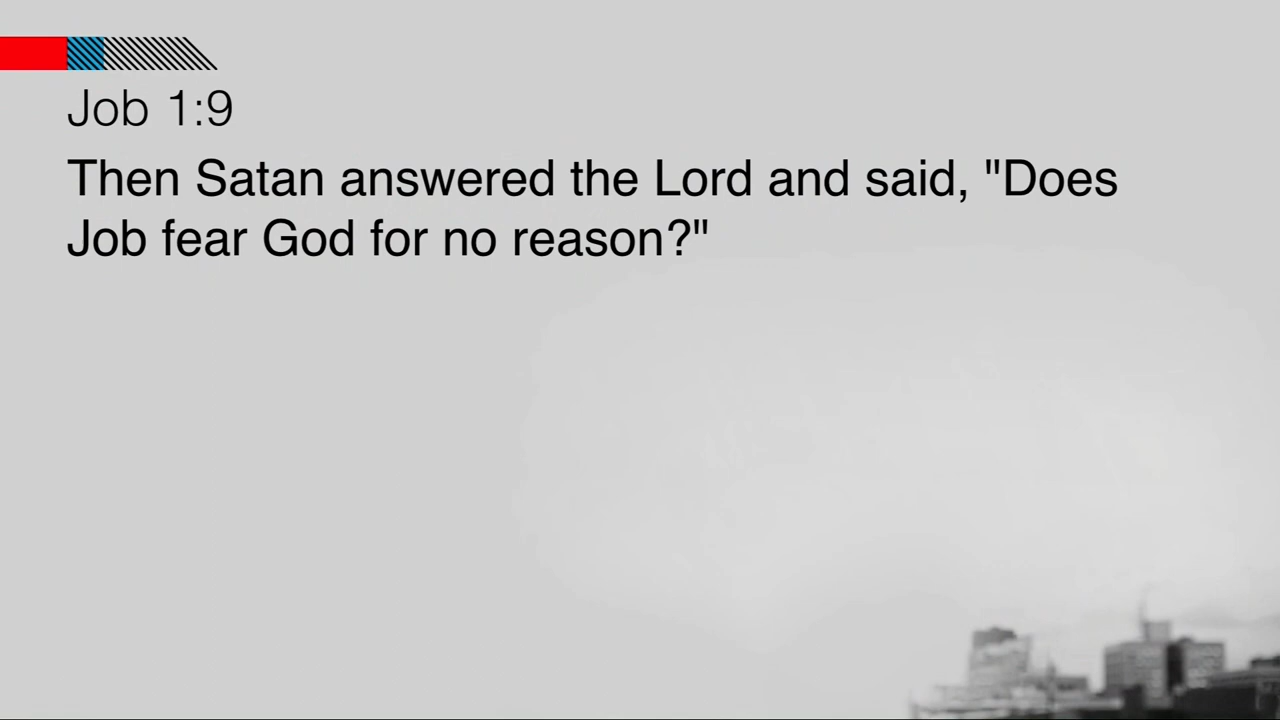 Job 1:9
Then Satan answered the Lord and said, "Does
Job fear God for no reason?"